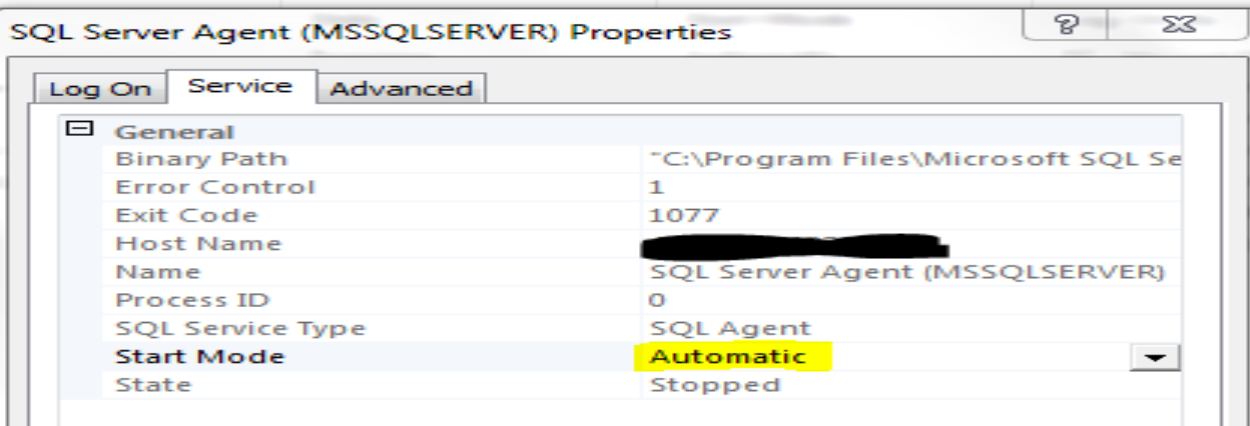 SQL Server Agent (MSSQLSERVER) Properties
Log On Service Advanced
General
Binary Path "C:\Program Files\Microsoft SQL Se
Error Control 1
Exit Code 1077
Host Name
Name SQL Server Agent (MSSQLSERVER)
Process ID 0
SQL Service Type SQL Agent
Start Mode Automatic
State Stopped